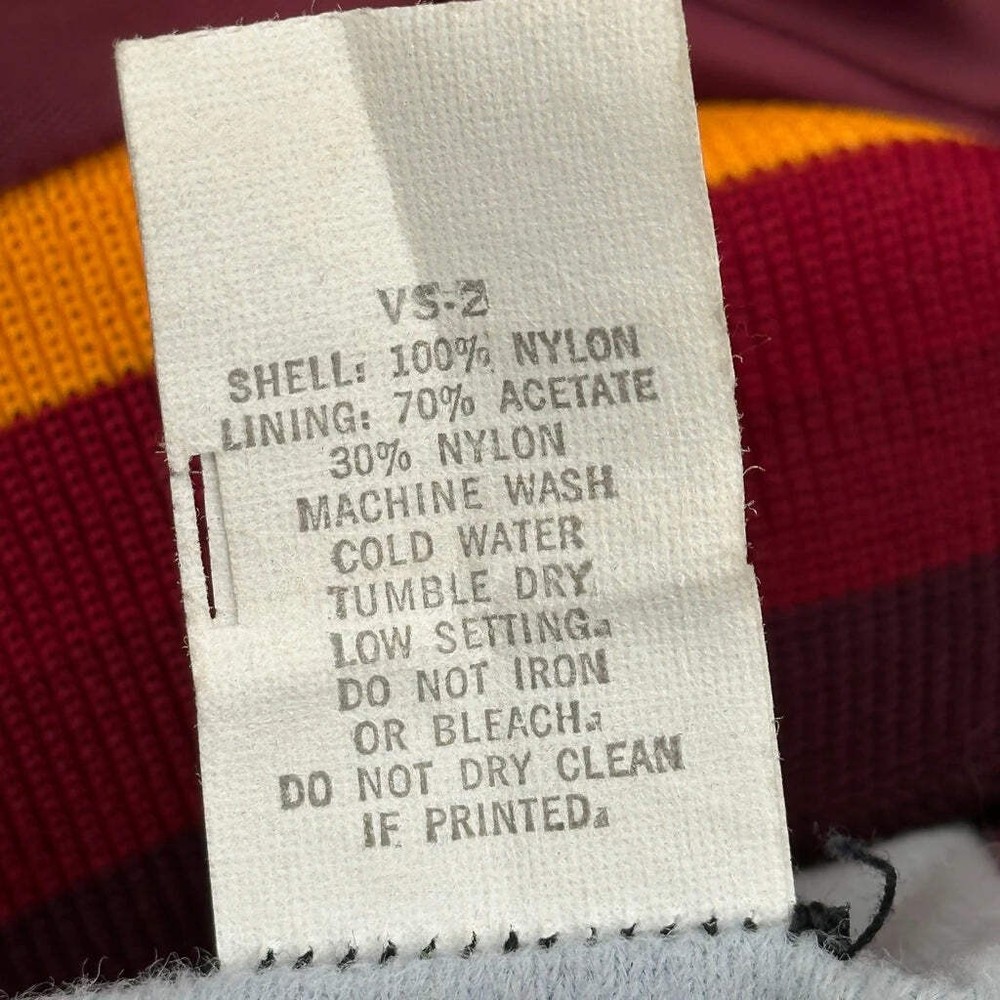 VS-2
SHELL: 100% NYLON
LINING: 70% ACETATE
30% NYLON
MACHINE WASH
COLD WATER
TUMBLE DRY
LOW SETTING.
DO NOT IRON
OR BLEACH.
DO NOT DRY CLEAN
IF PRINTED.